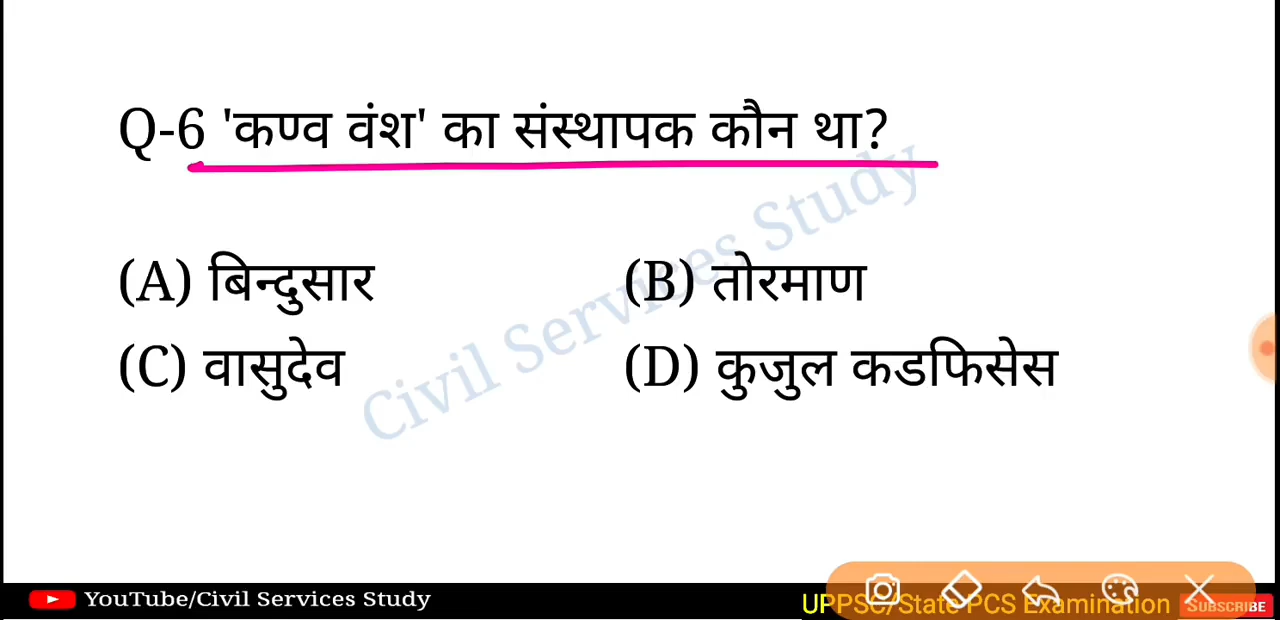 Q-6 'कण्व वंश' का संस्थापक कौन था?
(A) बिन्दुसार (B) तोरमाण
(C) वासुदेव (D) कुजुल कडफिसेस
Civil Services Study
YouTube/Civil Services Study
UPPSC/State PCS Examination SUBSCRIBE